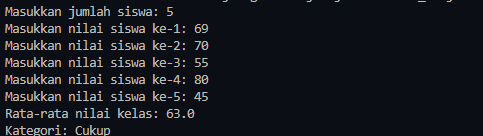 Masukkan jumlah siswa: 5
Masukkan nilai siswa ke-1: 69
Masukkan nilai siswa ke-2: 70
Masukkan nilai siswa ke-3: 55
Masukkan nilai siswa ke-4: 80
Masukkan nilai siswa ke-5: 45
Rata-rata nilai kelas: 63.0
Kategori: Cukup